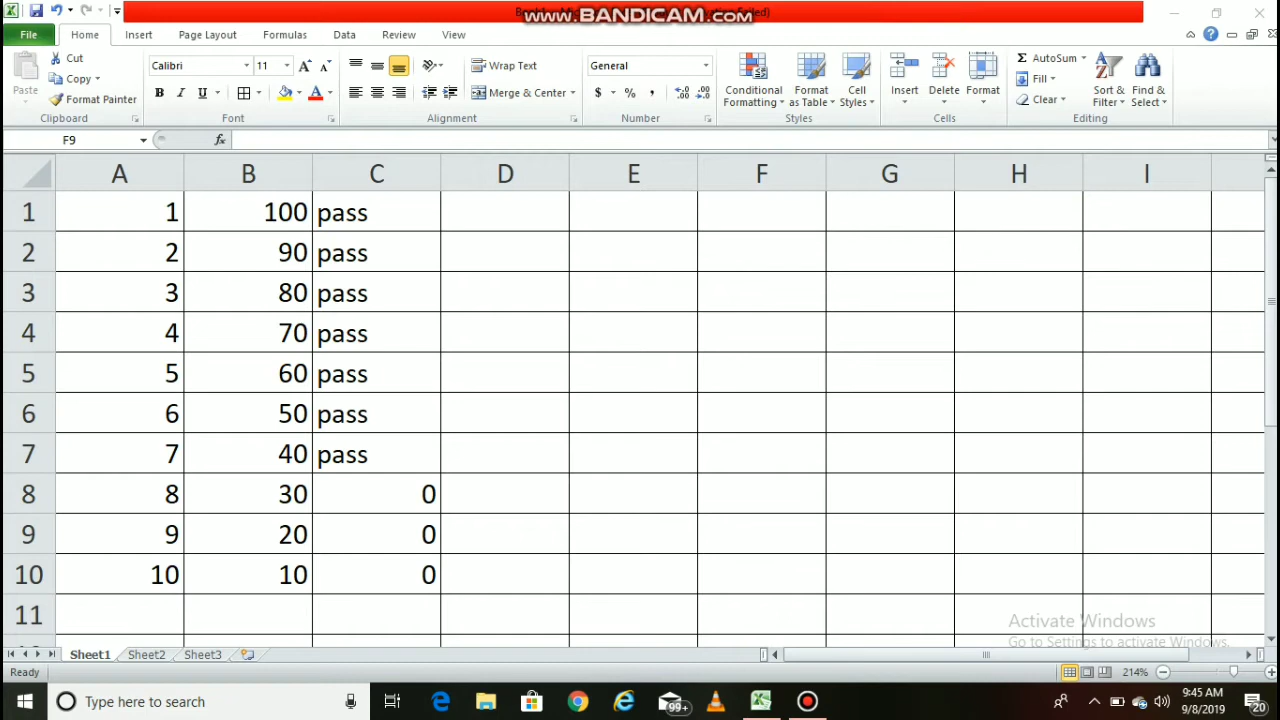 www.BANDICAM.com
File Home Insert Page Layout Formulas Data Review View
Paste
Cut
Copy
Format Painter
Clipboard
Calibri 11
B I U
Font
Wrap Text
Merge & Center
Alignment
General
$ % ,
Number
Conditional Formatting
Format as Table
Cell Styles
Styles
Insert Delete Format
Cells
AutoSum
Fill
Clear
Sort & Filter
Find & Select
Editing
F9 fx
A B C D E F G H I
1 1 100 pass
2 2 90 pass
3 3 80 pass
4 4 70 pass
5 5 60 pass
6 6 50 pass
7 7 40 pass
8 8 30 0
9 9 20 0
10 10 10 0
11
Activate Windows
Go to Settings to activate Windows.
Sheet1 Sheet2 Sheet3
Ready 214%
Type here to search 99+ 9:45 AM
9/8/2019 20